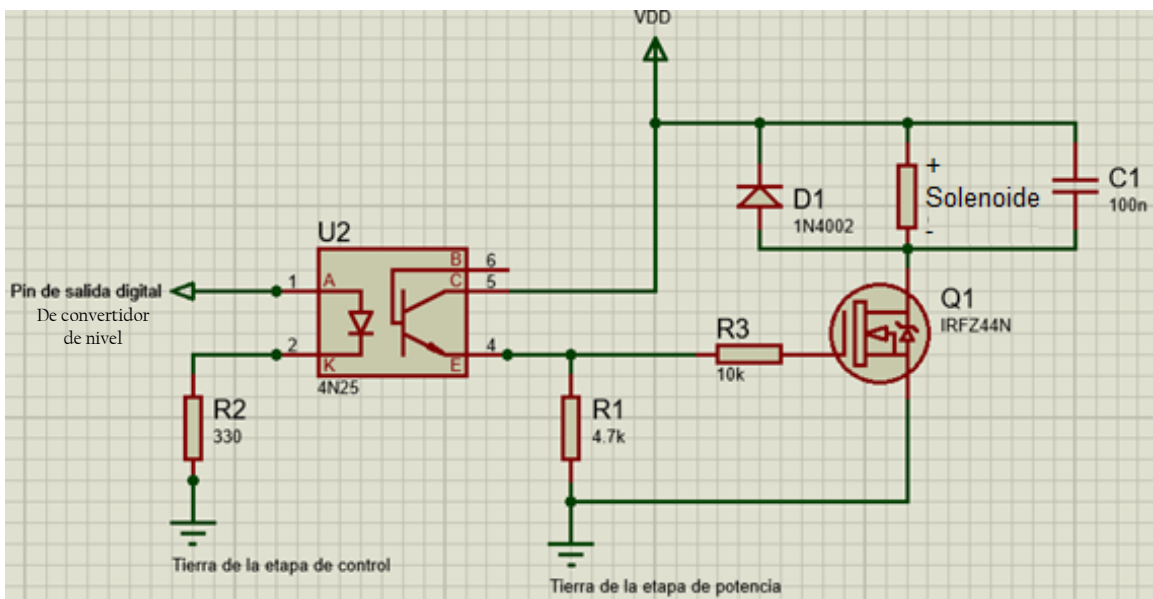 VDD
D1
1N4002
+
Solenoide
-
C1
100n
U2
1
A
B
6
C
5
Pin de salida digital
De convertidor
de nivel
2
K
E
4
4N25
R2
330
R1
4.7k
R3
10k
Q1
IRFZ44N
Tierra de la etapa de control
Tierra de la etapa de potencia